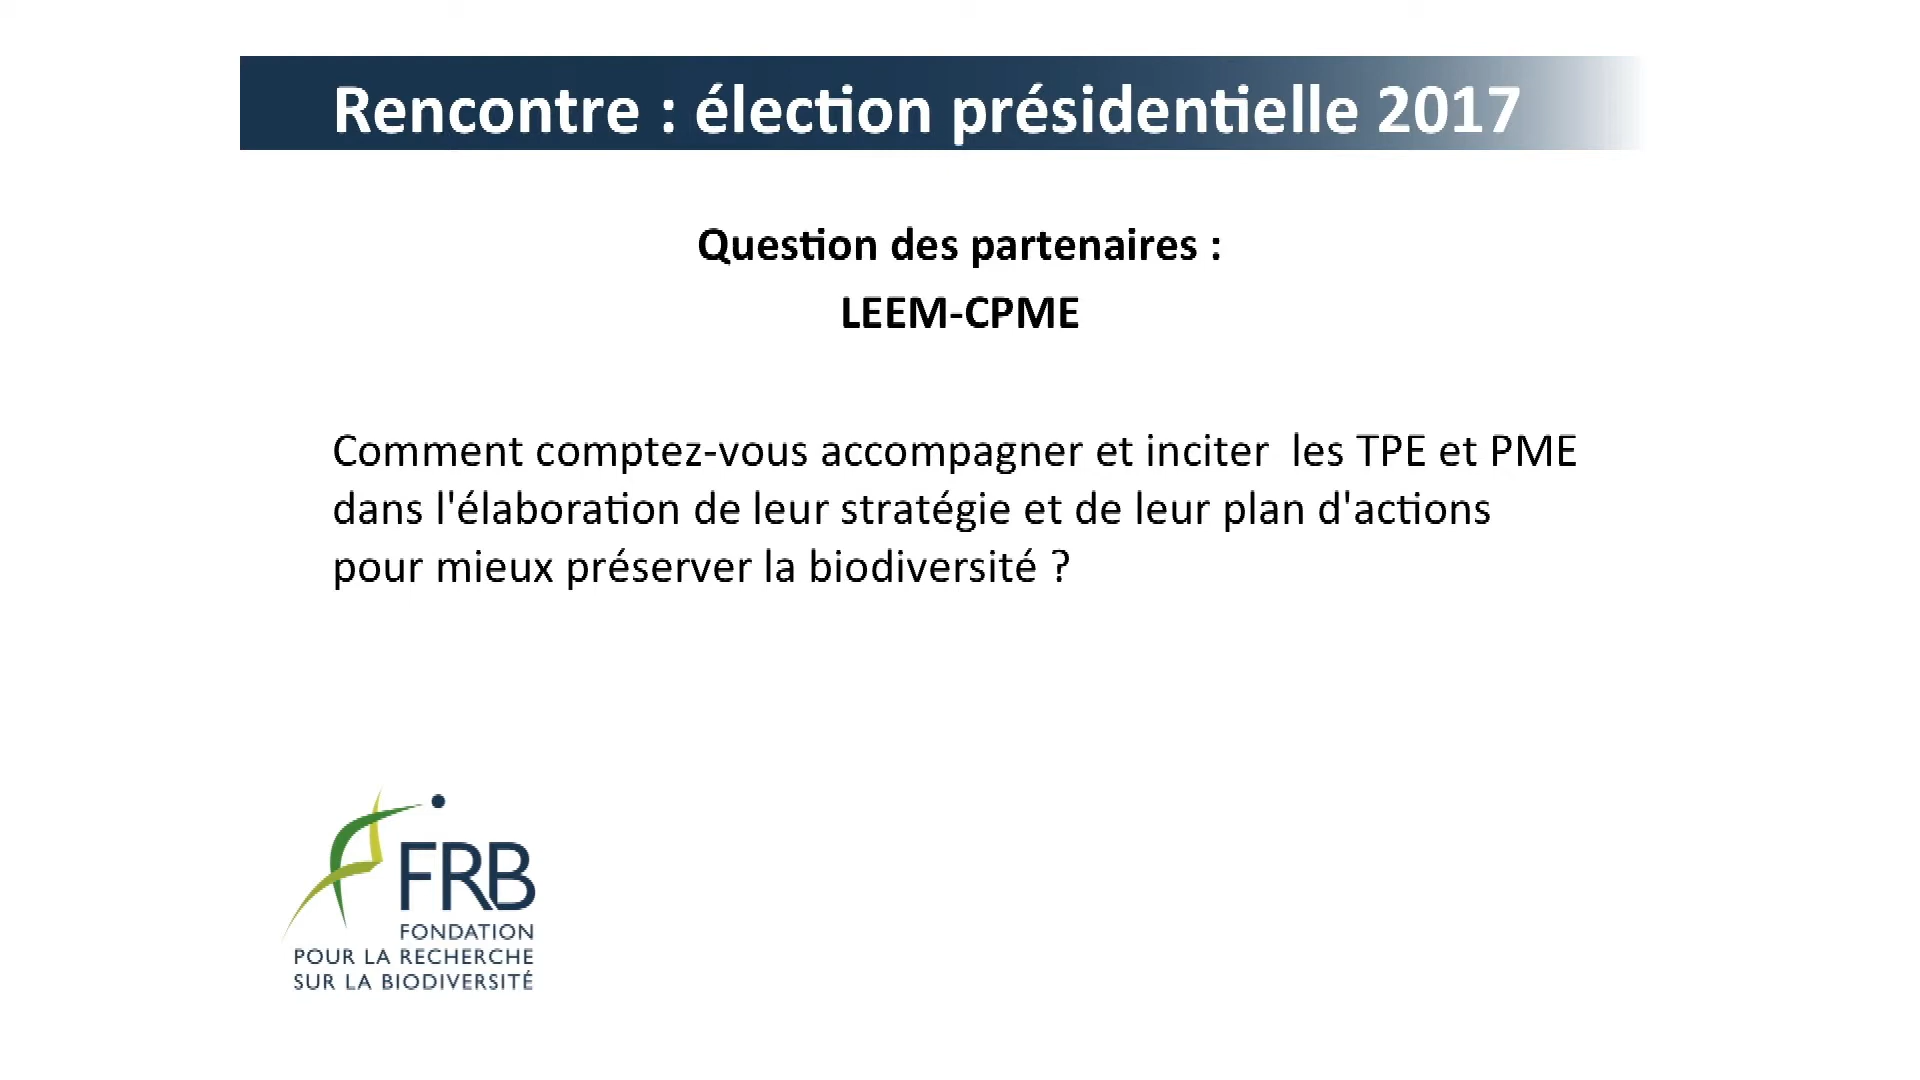 Rencontre : élection présidentielle 2017
Question des partenaires :
LEEM-CPME
Comment comptez-vous accompagner et inciter  les TPE et PME
dans l'élaboration de leur stratégie et de leur plan d'actions
pour mieux préserver la biodiversité ?
FRB
FONDATION
POUR LA RECHERCHE
SUR LA BIODIVERSITÉ